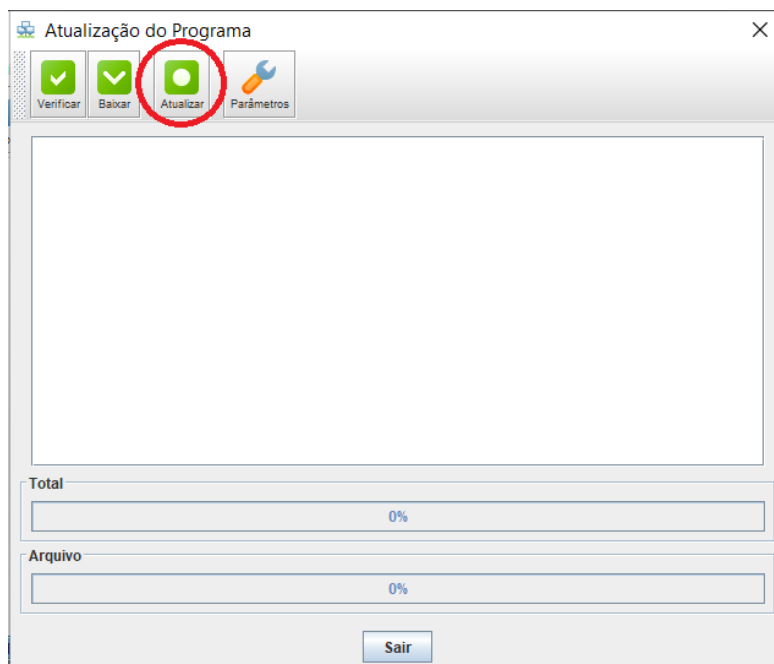 Atualização do Programa
Verificar Baixar Atualizar Parâmetros
Total
0%
Arquivo
0%
Sair